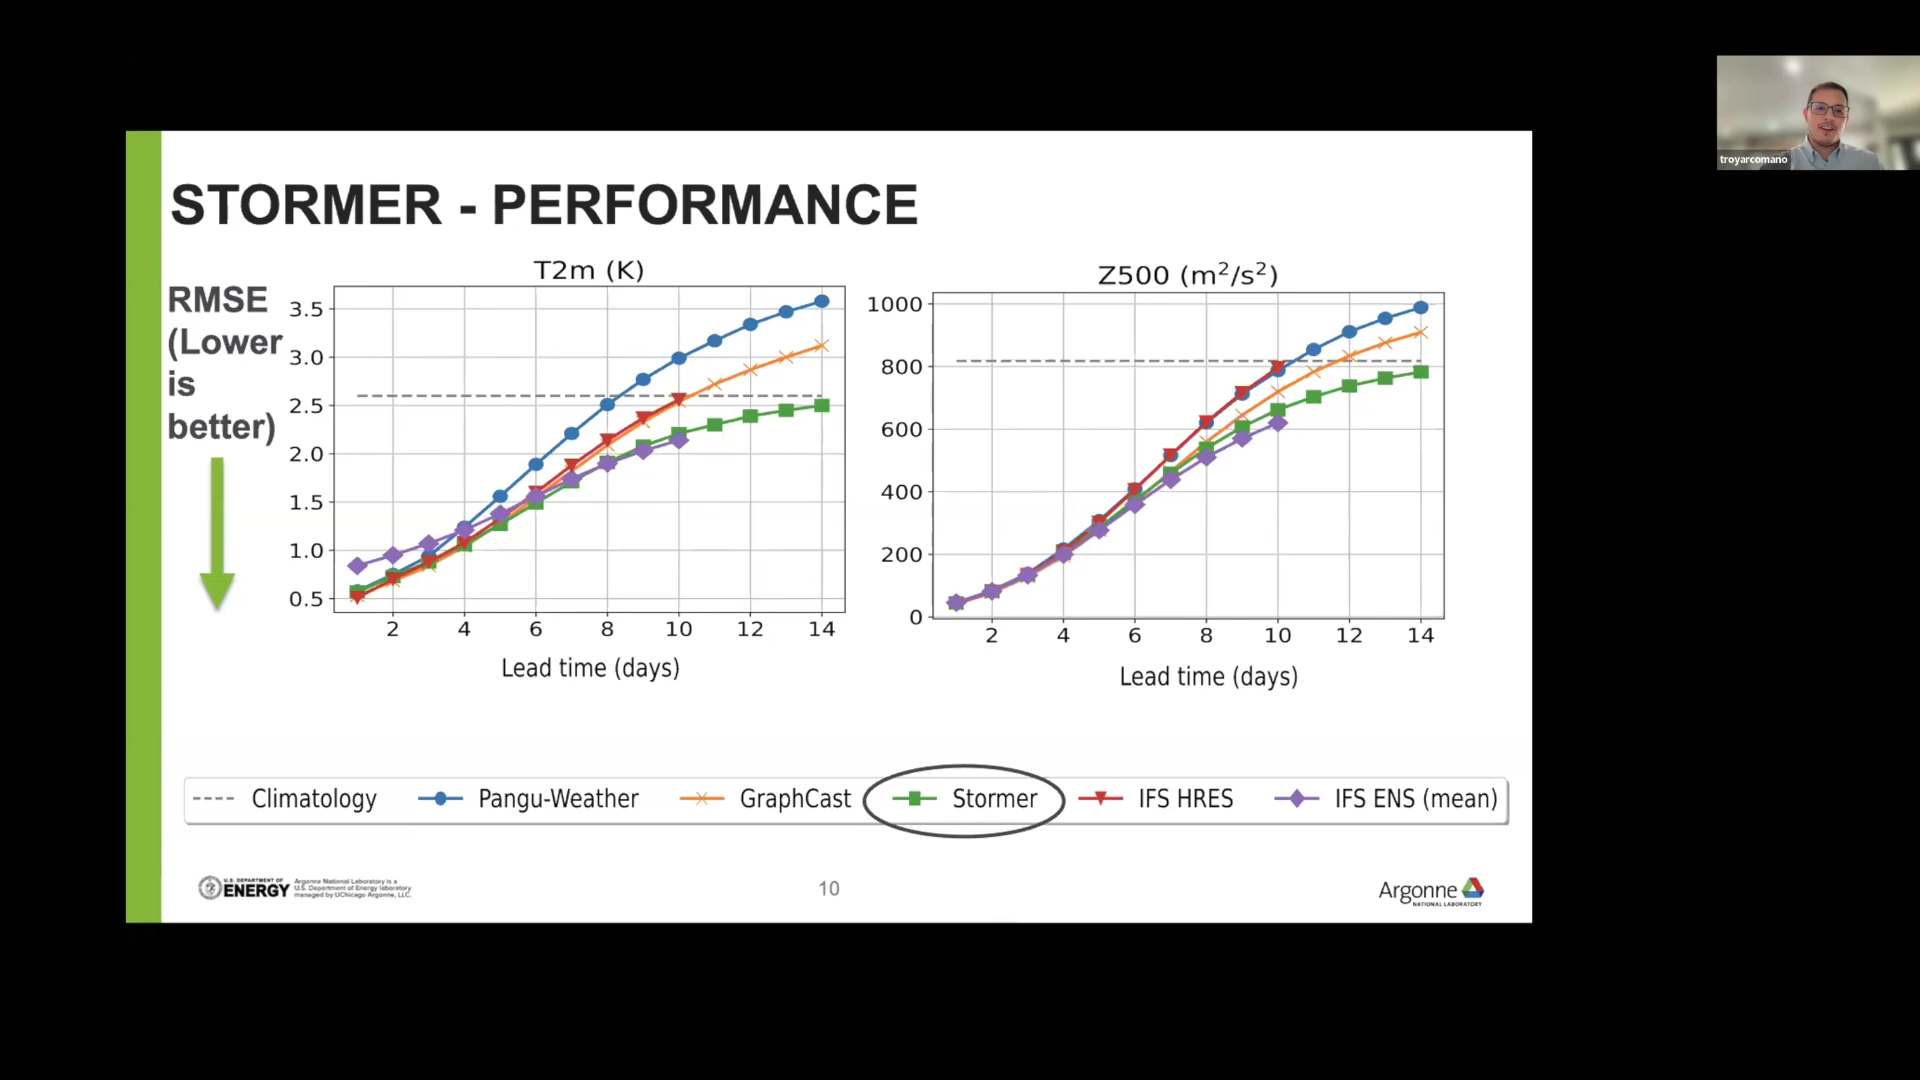 troyarcomano
STORMER - PERFORMANCE
RMSE
(Lower
is
better)
T2m (K)
3.5
3.0
2.5
2.0
1.5
1.0
0.5
2 4 6 8 10 12 14
Lead time (days)
Z500 (m²/s²)
1000
800
600
400
200
0
2 4 6 8 10 12 14
Lead time (days)
Climatology Pangu-Weather GraphCast Stormer IFS HRES IFS ENS (mean)
U.S. DEPARTMENT OF
ENERGY
Argonne National Laboratory is a
U.S. Department of Energy laboratory
managed by UChicago Argonne, LLC.
10
Argonne
NATIONAL LABORATORY